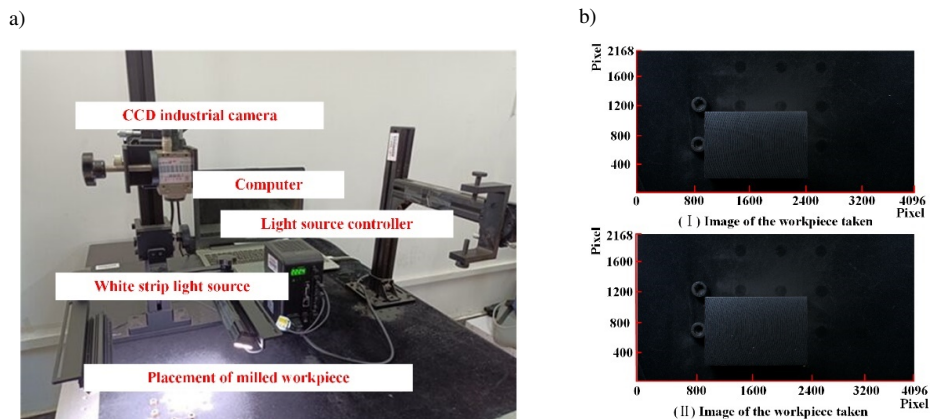 a)
CCD industrial camera
Computer
Light source controller
White strip light source
Placement of milled workpiece
b)
Pixel
2168
1600
1200
800
400
0 800 1600 2400 3200 4096
Pixel
(Ⅰ) Image of the workpiece taken
Pixel
2168
1600
1200
800
400
0 800 1600 2400 3200 4096
Pixel
(Ⅱ) Image of the workpiece taken